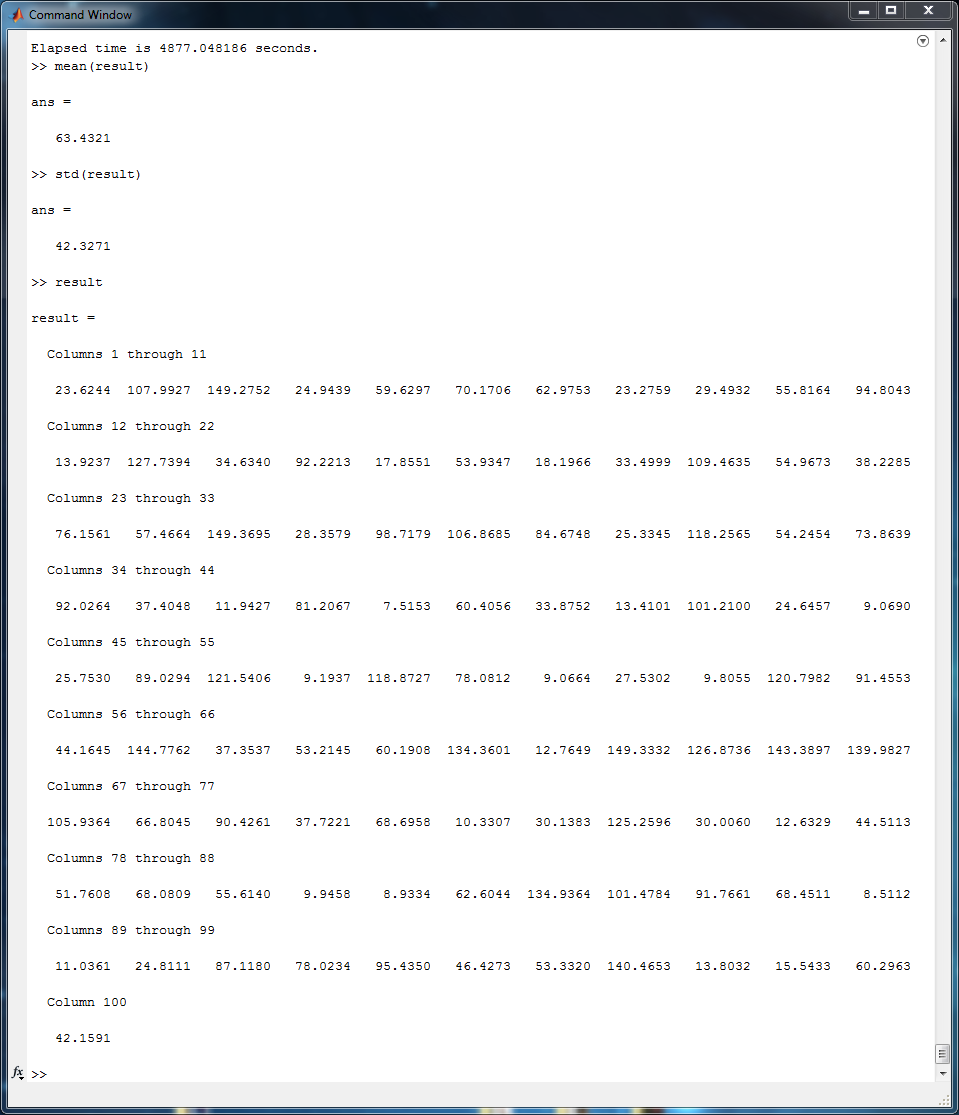 Command Window
Elapsed time is 4877.048186 seconds.
>> mean(result)
ans =
63.4321
>> std(result)
ans =
42.3271
>> result
result =
Columns 1 through 11
23.6244 107.9927 149.2752 24.9439 59.6297 70.1706 62.9753 23.2759 29.4932 55.8164 94.8043
Columns 12 through 22
13.9237 127.7394 34.6340 92.2213 17.8551 53.9347 18.1966 33.4999 109.4635 54.9673 38.2285
Columns 23 through 33
76.1561 57.4664 149.3695 28.3579 98.7179 106.8685 84.6748 25.3345 118.2565 54.2454 73.8639
Columns 34 through 44
92.0264 37.4048 11.9427 81.2067 7.5153 60.4056 33.8752 13.4101 101.2100 24.6457 9.0690
Columns 45 through 55
25.7530 89.0294 121.5406 9.1937 118.8727 78.0812 9.0664 27.5302 9.8055 120.7982 91.4553
Columns 56 through 66
44.1645 144.7762 37.3537 53.2145 60.1908 134.3601 12.7649 149.3332 126.8736 143.3897 139.9827
Columns 67 through 77
105.9364 66.8045 90.4261 37.7221 68.6958 10.3307 30.1383 125.2596 30.0060 12.6329 44.5113
Columns 78 through 88
51.7608 68.0809 55.6140 9.9458 8.9334 62.6044 134.9364 101.4784 91.7661 68.4511 8.5112
Columns 89 through 99
11.0361 24.8111 87.1180 78.0234 95.4350 46.4273 53.3320 140.4653 13.8032 15.5433 60.2963
Column 100
42.1591
fx >>